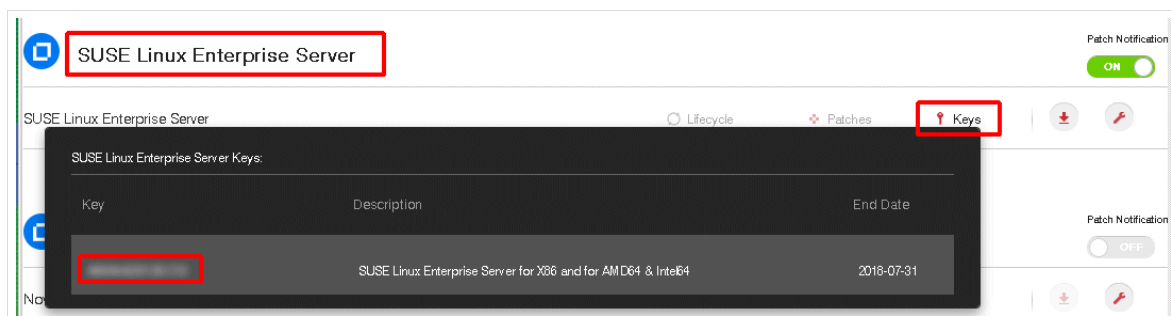 SUSE Linux Enterprise Server
Patch Notification
ON
SUSE Linux Enterprise Server
Lifecycle
Patches
Keys
SUSE Linux Enterprise Server Keys:
Key
Description
End Date
Patch Notification
OFF
SUSE Linux Enterprise Server for X86 and for AMD64 & Intel64
2018-07-31
No